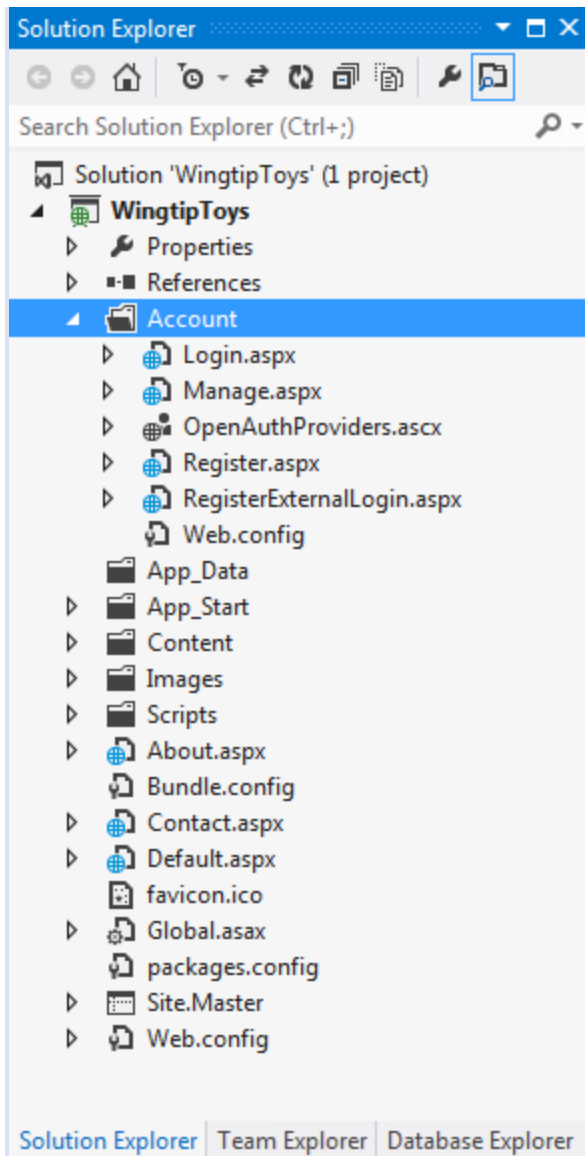 Solution Explorer
Search Solution Explorer (Ctrl+;)
Solution 'WingtipToys' (1 project)
WingtipToys
Properties
References
Account
Login.aspx
Manage.aspx
OpenAuthProviders.ascx
Register.aspx
RegisterExternalLogin.aspx
Web.config
App_Data
App_Start
Content
Images
Scripts
About.aspx
Bundle.config
Contact.aspx
Default.aspx
favicon.ico
Global.asax
packages.config
Site.Master
Web.config
Solution Explorer Team Explorer Database Explorer